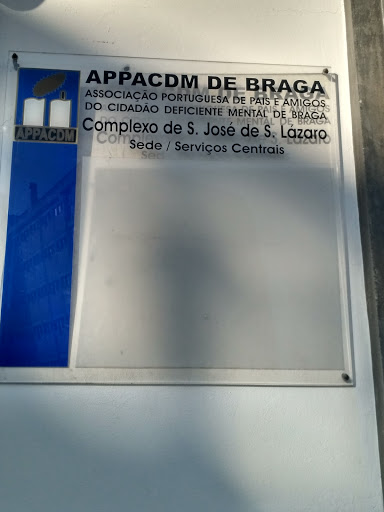 APPACDM DE BRAGA
ASSOCIAÇÃO PORTUGUESA DE PAIS E AMIGOS
DO CIDADÃO DEFICIENTE MENTAL DE BRAGA
Complexo de S. José de S. Lázaro
Sede / Serviços Centrais
APPACDM